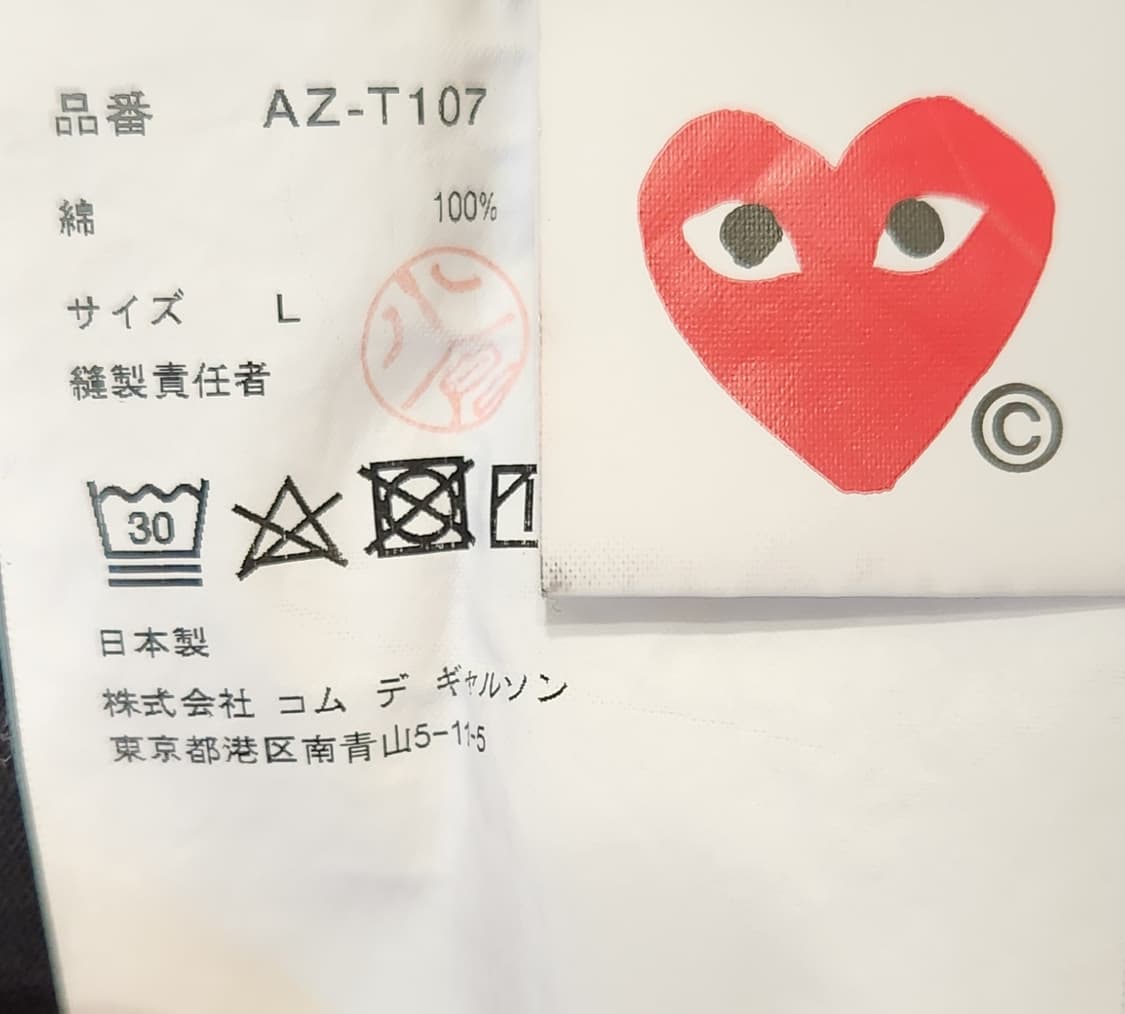 品番 AZ-T107
綿 100%
サイズ L
縫製責任者
30
日本製
株式会社 コム デ ギャルソン
東京都港区南青山5-11-5
©